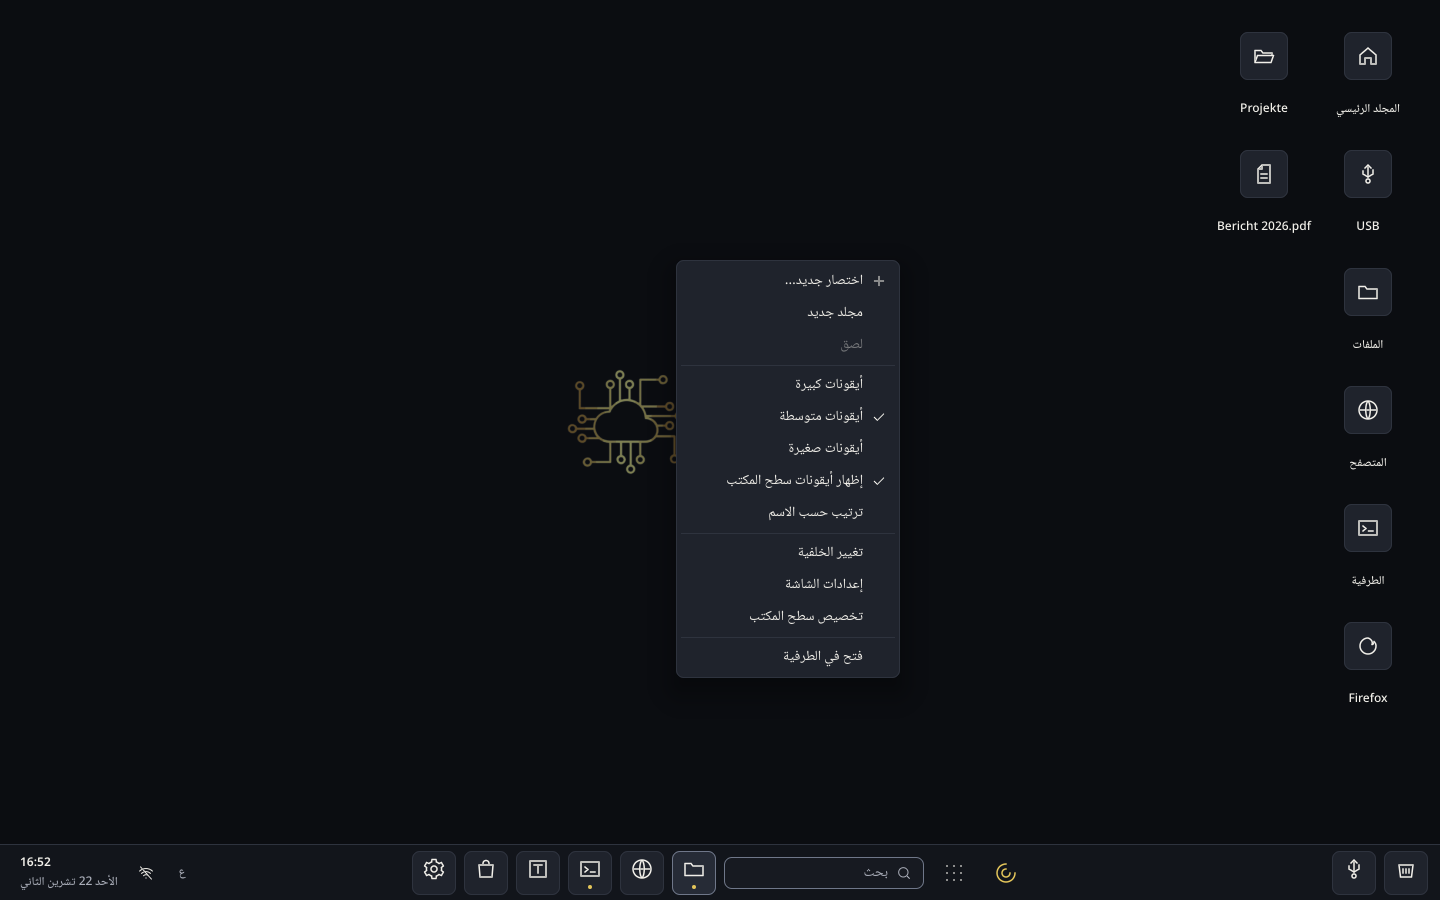 المجلد الرئيسي
Projekte
USB
Bericht 2026.pdf
الملفات
المتصفح
الطرفية
Firefox
اختصار جديد...
مجلد جديد
لصق
أيقونات كبيرة
أيقونات متوسطة
أيقونات صغيرة
إظهار أيقونات سطح المكتب
ترتيب حسب الاسم
تغيير الخلفية
إعدادات الشاشة
تخصيص سطح المكتب
فتح في الطرفية
بحث
ع
16:52
الأحد 22 تشرين الثاني